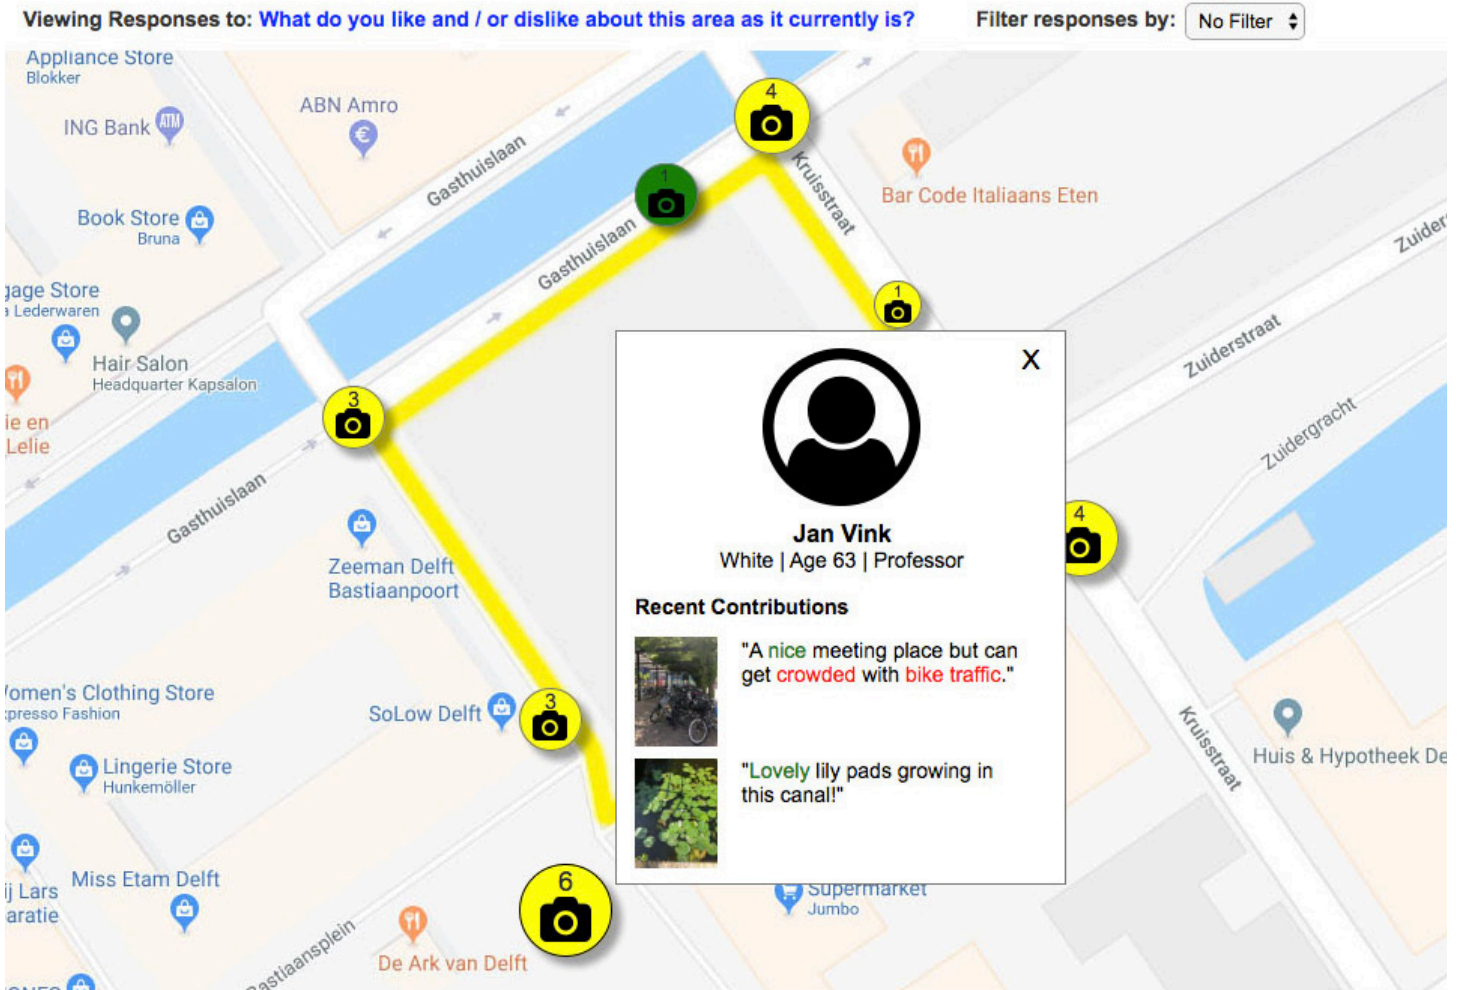 Viewing Responses to: What do you like and / or dislike about this area as it currently is?
Filter responses by: No Filter
Appliance Store
Blokker
ING Bank
ATM
ABN Amro
€
4
Gasthuislaan
Kruisstraat
Bar Code Italiaans Eten
1
Book Store
Bruna
Gasthuislaan
Zuider
gage Store
a Lederwaren
1
Hair Salon
Headquarter Kapsalon
Zuiderstraat
X
3
ie en
Lelie
Zuidergracht
Gasthuislaan
Jan Vink
White | Age 63 | Professor
4
Zeeman Delft
Bastiaanpoort
Recent Contributions
"A nice meeting place but can
get crowded with bike traffic."
"Lovely lily pads growing in
this canal!"
omen's Clothing Store
xpresso Fashion
SoLow Delft
3
Kruisstraat
Huis & Hypotheek De
Lingerie Store
Hunkemöller
ij Lars
aratie
Miss Etam Delft
6
Supermarket
Jumbo
astiaansplein
De Ark van Delft